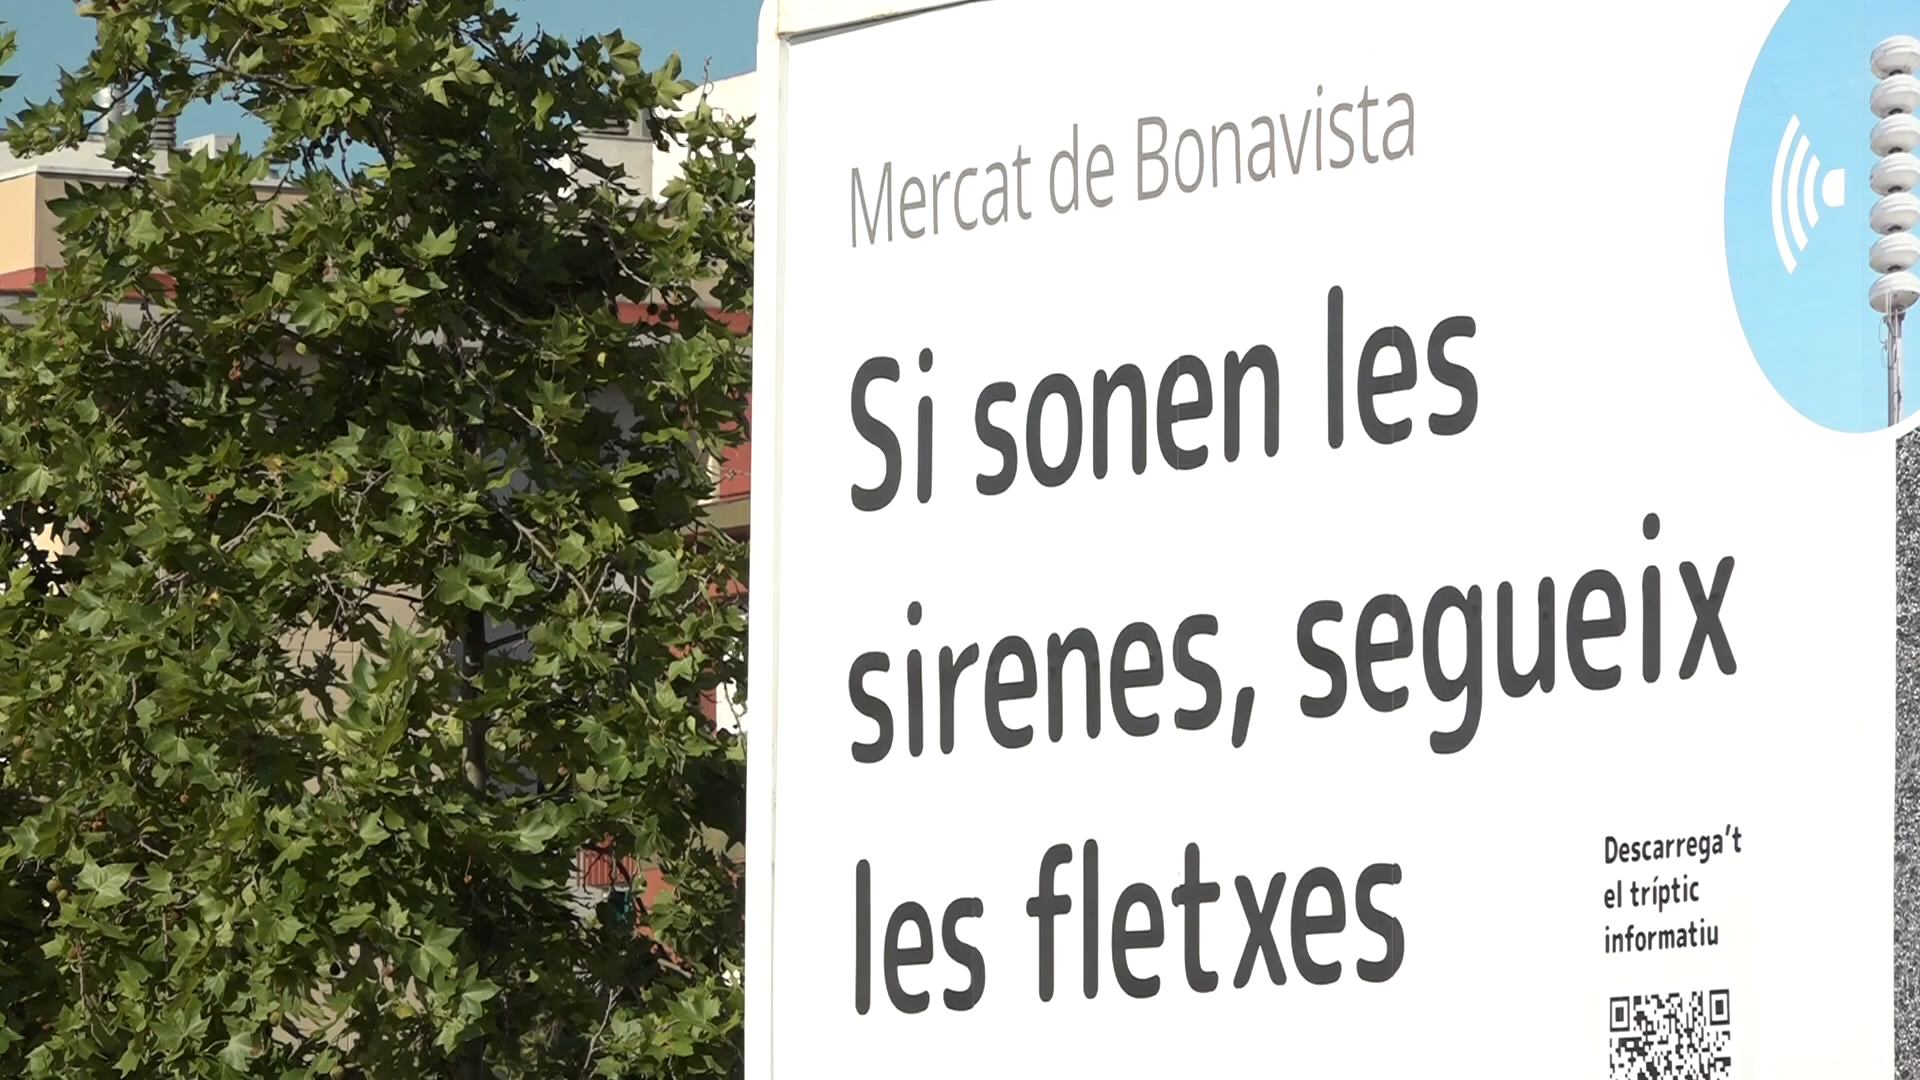 Mercat de Bonavista
Si sonen les
sirenes, segueix
les fletxes
Descarrega't
el tríptic
informatiu